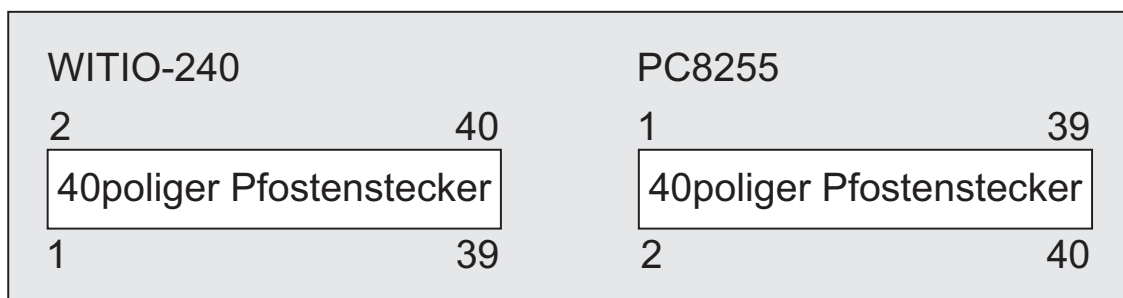 WITIO-240 PC8255
2 40 1 39
40poliger Pfostenstecker 40poliger Pfostenstecker
1 39 2 40